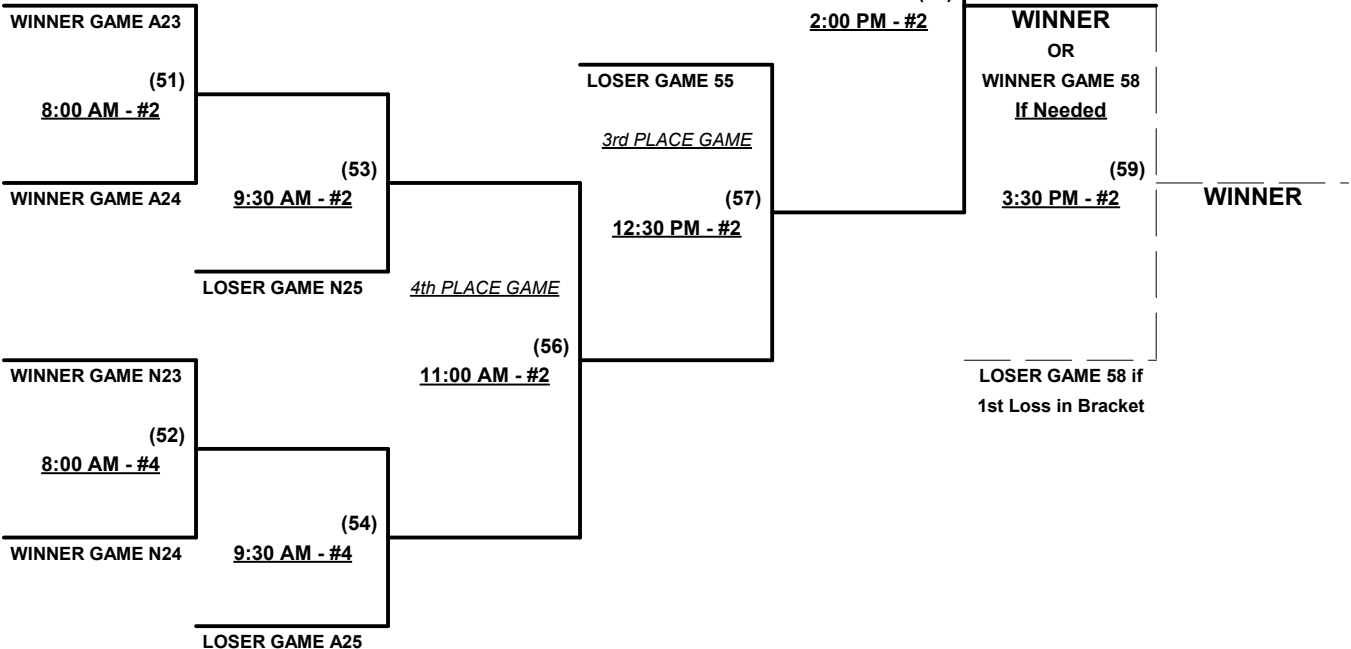 WINNER GAME A23
(51)
8:00 AM - #2
WINNER GAME A24
(53)
9:30 AM - #2
LOSER GAME N25
WINNER GAME N23
(52)
8:00 AM - #4
WINNER GAME N24
(54)
9:30 AM - #4
LOSER GAME A25
4th PLACE GAME
(56)
11:00 AM - #2
LOSER GAME 55
3rd PLACE GAME
(57)
12:30 PM - #2
2:00 PM - #2
WINNER
OR
WINNER GAME 58
If Needed
(59)
3:30 PM - #2
LOSER GAME 58 if
1st Loss in Bracket
WINNER